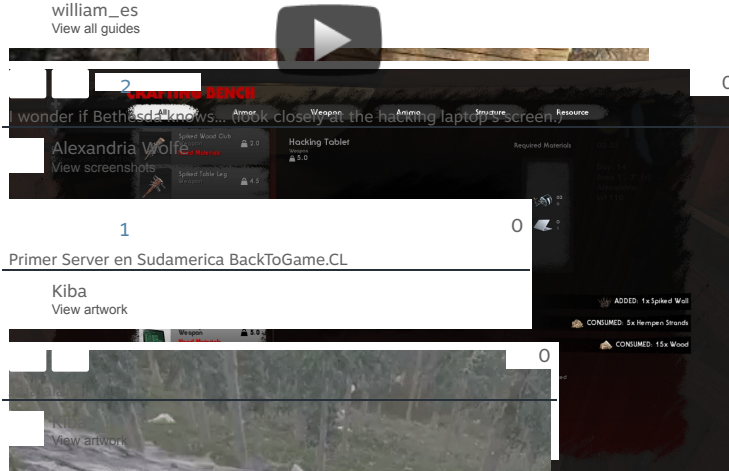 william_es
View all guides
2
0
CRAFTING BENCH
All
Armor
Weapon
Ammo
Structure
Resource
I wonder if Bethesda knows... (look closely at the hacking laptop's screen.)
Spiked Wood Club
2.0
Hacking Tablet
Weapon
5.0
Required Materials
Alexandria Wolfe
View screenshots
Spiked Table Leg
Weapon
4.5
1
0
Primer Server en Sudamerica BackToGame.CL
Kiba
View artwork
ADDED: 1x Spiked Wall
CONSUMED: 5x Hempen Strands
Weapon
5.0
CONSUMED: 15x Wood
0
Kiba
View artwork